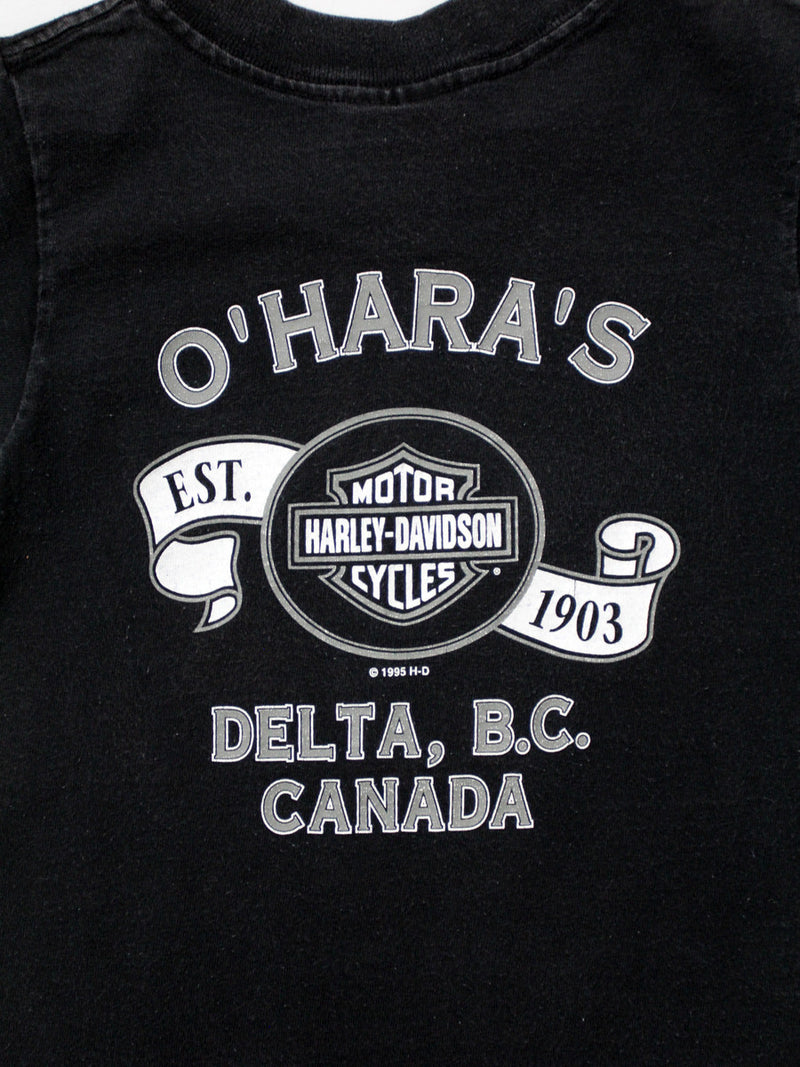 O'HARA'S
EST.
MOTOR
HARLEY-DAVIDSON
CYCLES
®
1903
© 1995 H-D
DELTA, B.C.
CANADA